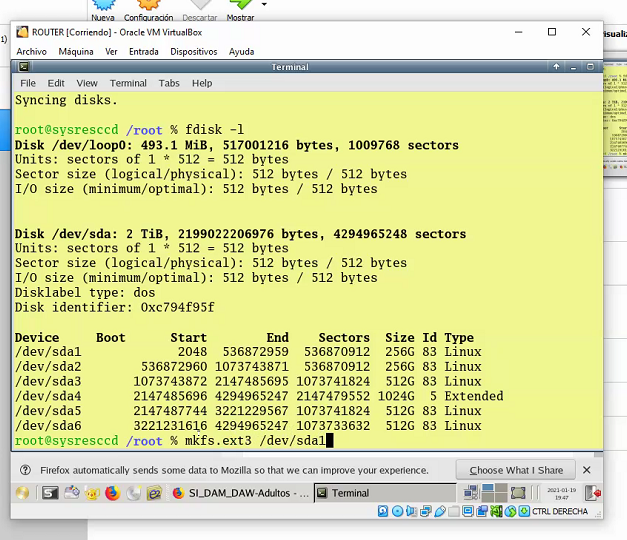 Nueva Configuración Descartar Mostrar
1)
isualiz
ROUTER [Corriendo] - Oracle VM VirtualBox
Archivo Máquina Ver Entrada Dispositivos Ayuda
Terminal
File Edit View Terminal Tabs Help
Syncing disks.
root@sysresccd /root % fdisk -l
Disk /dev/loop0: 493.1 MiB, 517001216 bytes, 1009768 sectors
Units: sectors of 1 * 512 = 512 bytes
Sector size (logical/physical): 512 bytes / 512 bytes
I/O size (minimum/optimal): 512 bytes / 512 bytes
Disk /dev/sda: 2 TiB, 2199022206976 bytes, 4294965248 sectors
Units: sectors of 1 * 512 = 512 bytes
Sector size (logical/physical): 512 bytes / 512 bytes
I/O size (minimum/optimal): 512 bytes / 512 bytes
Disklabel type: dos
Disk identifier: 0xc794f95f
Device Boot Start End Sectors Size Id Type
/dev/sda1 2048 536872959 536870912 256G 83 Linux
/dev/sda2 536872960 1073743871 536870912 256G 83 Linux
/dev/sda3 1073743872 2147485695 1073741824 512G 83 Linux
/dev/sda4 2147485696 4294965247 2147479552 1024G 5 Extended
/dev/sda5 2147487744 3221229567 1073741824 512G 83 Linux
/dev/sda6 3221231616 4294965247 1073733632 512G 83 Linux
root@sysresccd /root % mkfs.ext3 /dev/sda1
Firefox automatically sends some data to Mozilla so that we can improve your experience. Choose What I Share
SI_DAM_DAW-Adultos - ... Terminal
2021-01-19
19:47
CTRL DERECHA